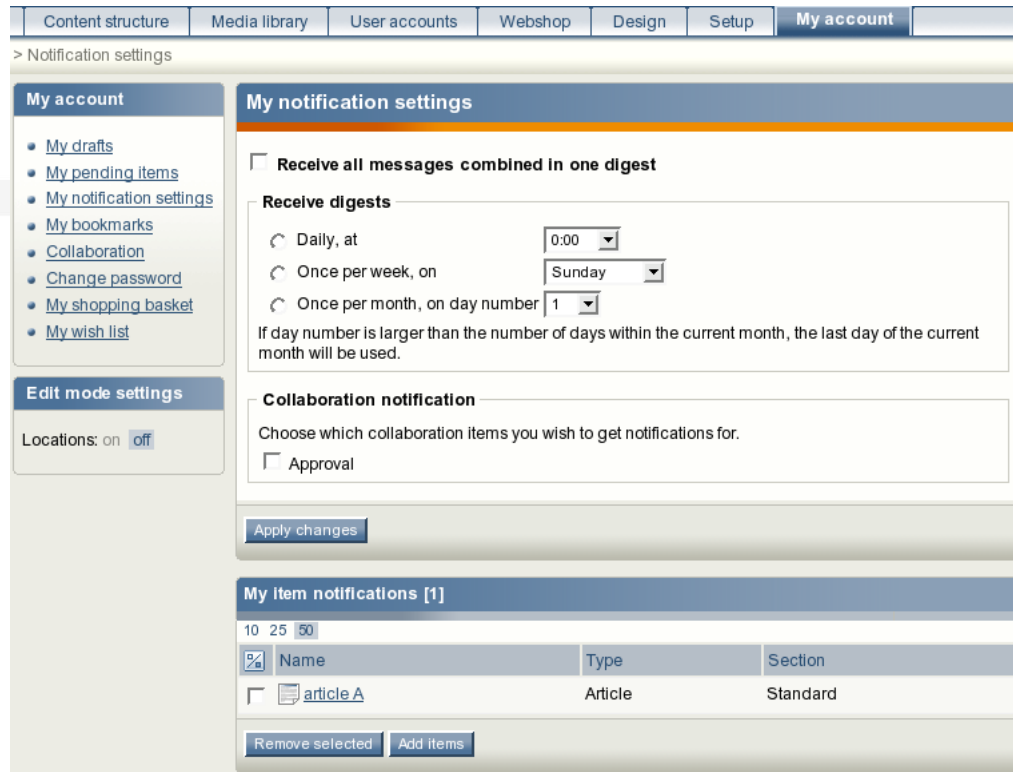 Content structure Media library User accounts Webshop Design Setup My account
> Notification settings
My account
My drafts
My pending items
My notification settings
My bookmarks
Collaboration
Change password
My shopping basket
My wish list
Edit mode settings
Locations: on off
My notification settings
Receive all messages combined in one digest
Receive digests
Daily, at 0:00
Once per week, on Sunday
Once per month, on day number 1
If day number is larger than the number of days within the current month, the last day of the current
month will be used.
Collaboration notification
Choose which collaboration items you wish to get notifications for.
Approval
Apply changes
My item notifications [1]
10 25 50
Name Type Section
article A Article Standard
Remove selected Add items